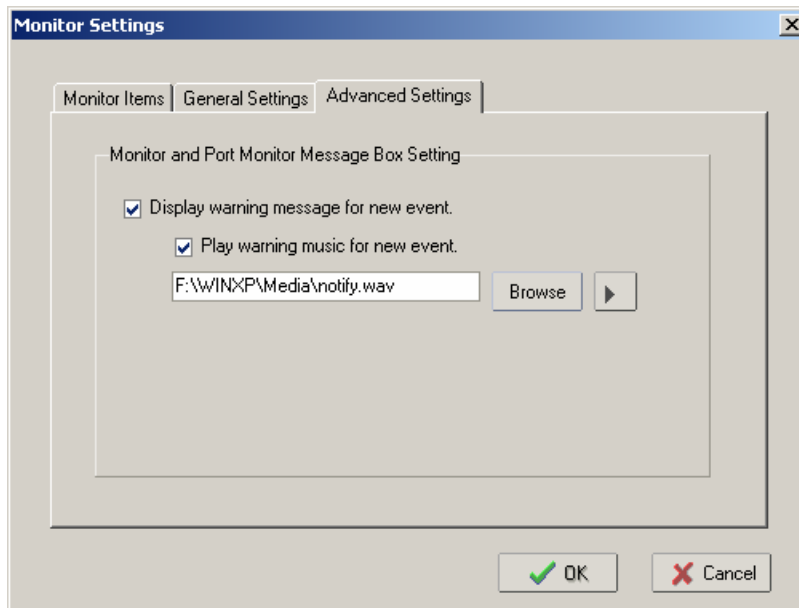 Monitor Settings
Monitor Items General Settings Advanced Settings
Monitor and Port Monitor Message Box Setting
Display warning message for new event.
Play warning music for new event.
F:\WINXP\Media\notify.wav Browse
OK Cancel